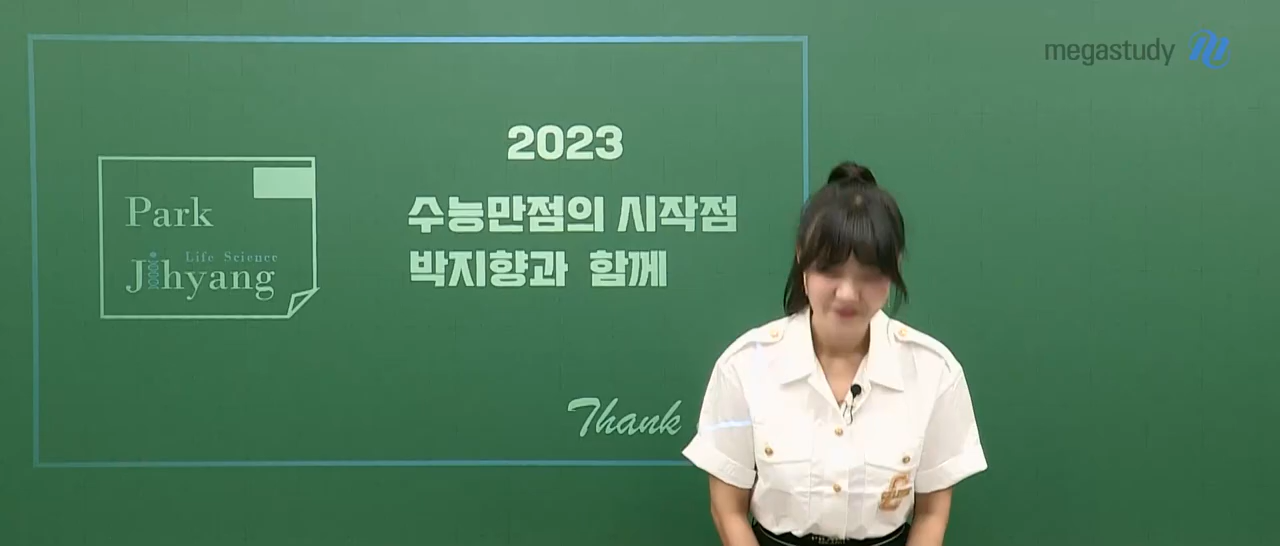 megastudy
2023
수능만점의 시작점
박지향과 함께
Park
Life Science
Jihyang
Thank